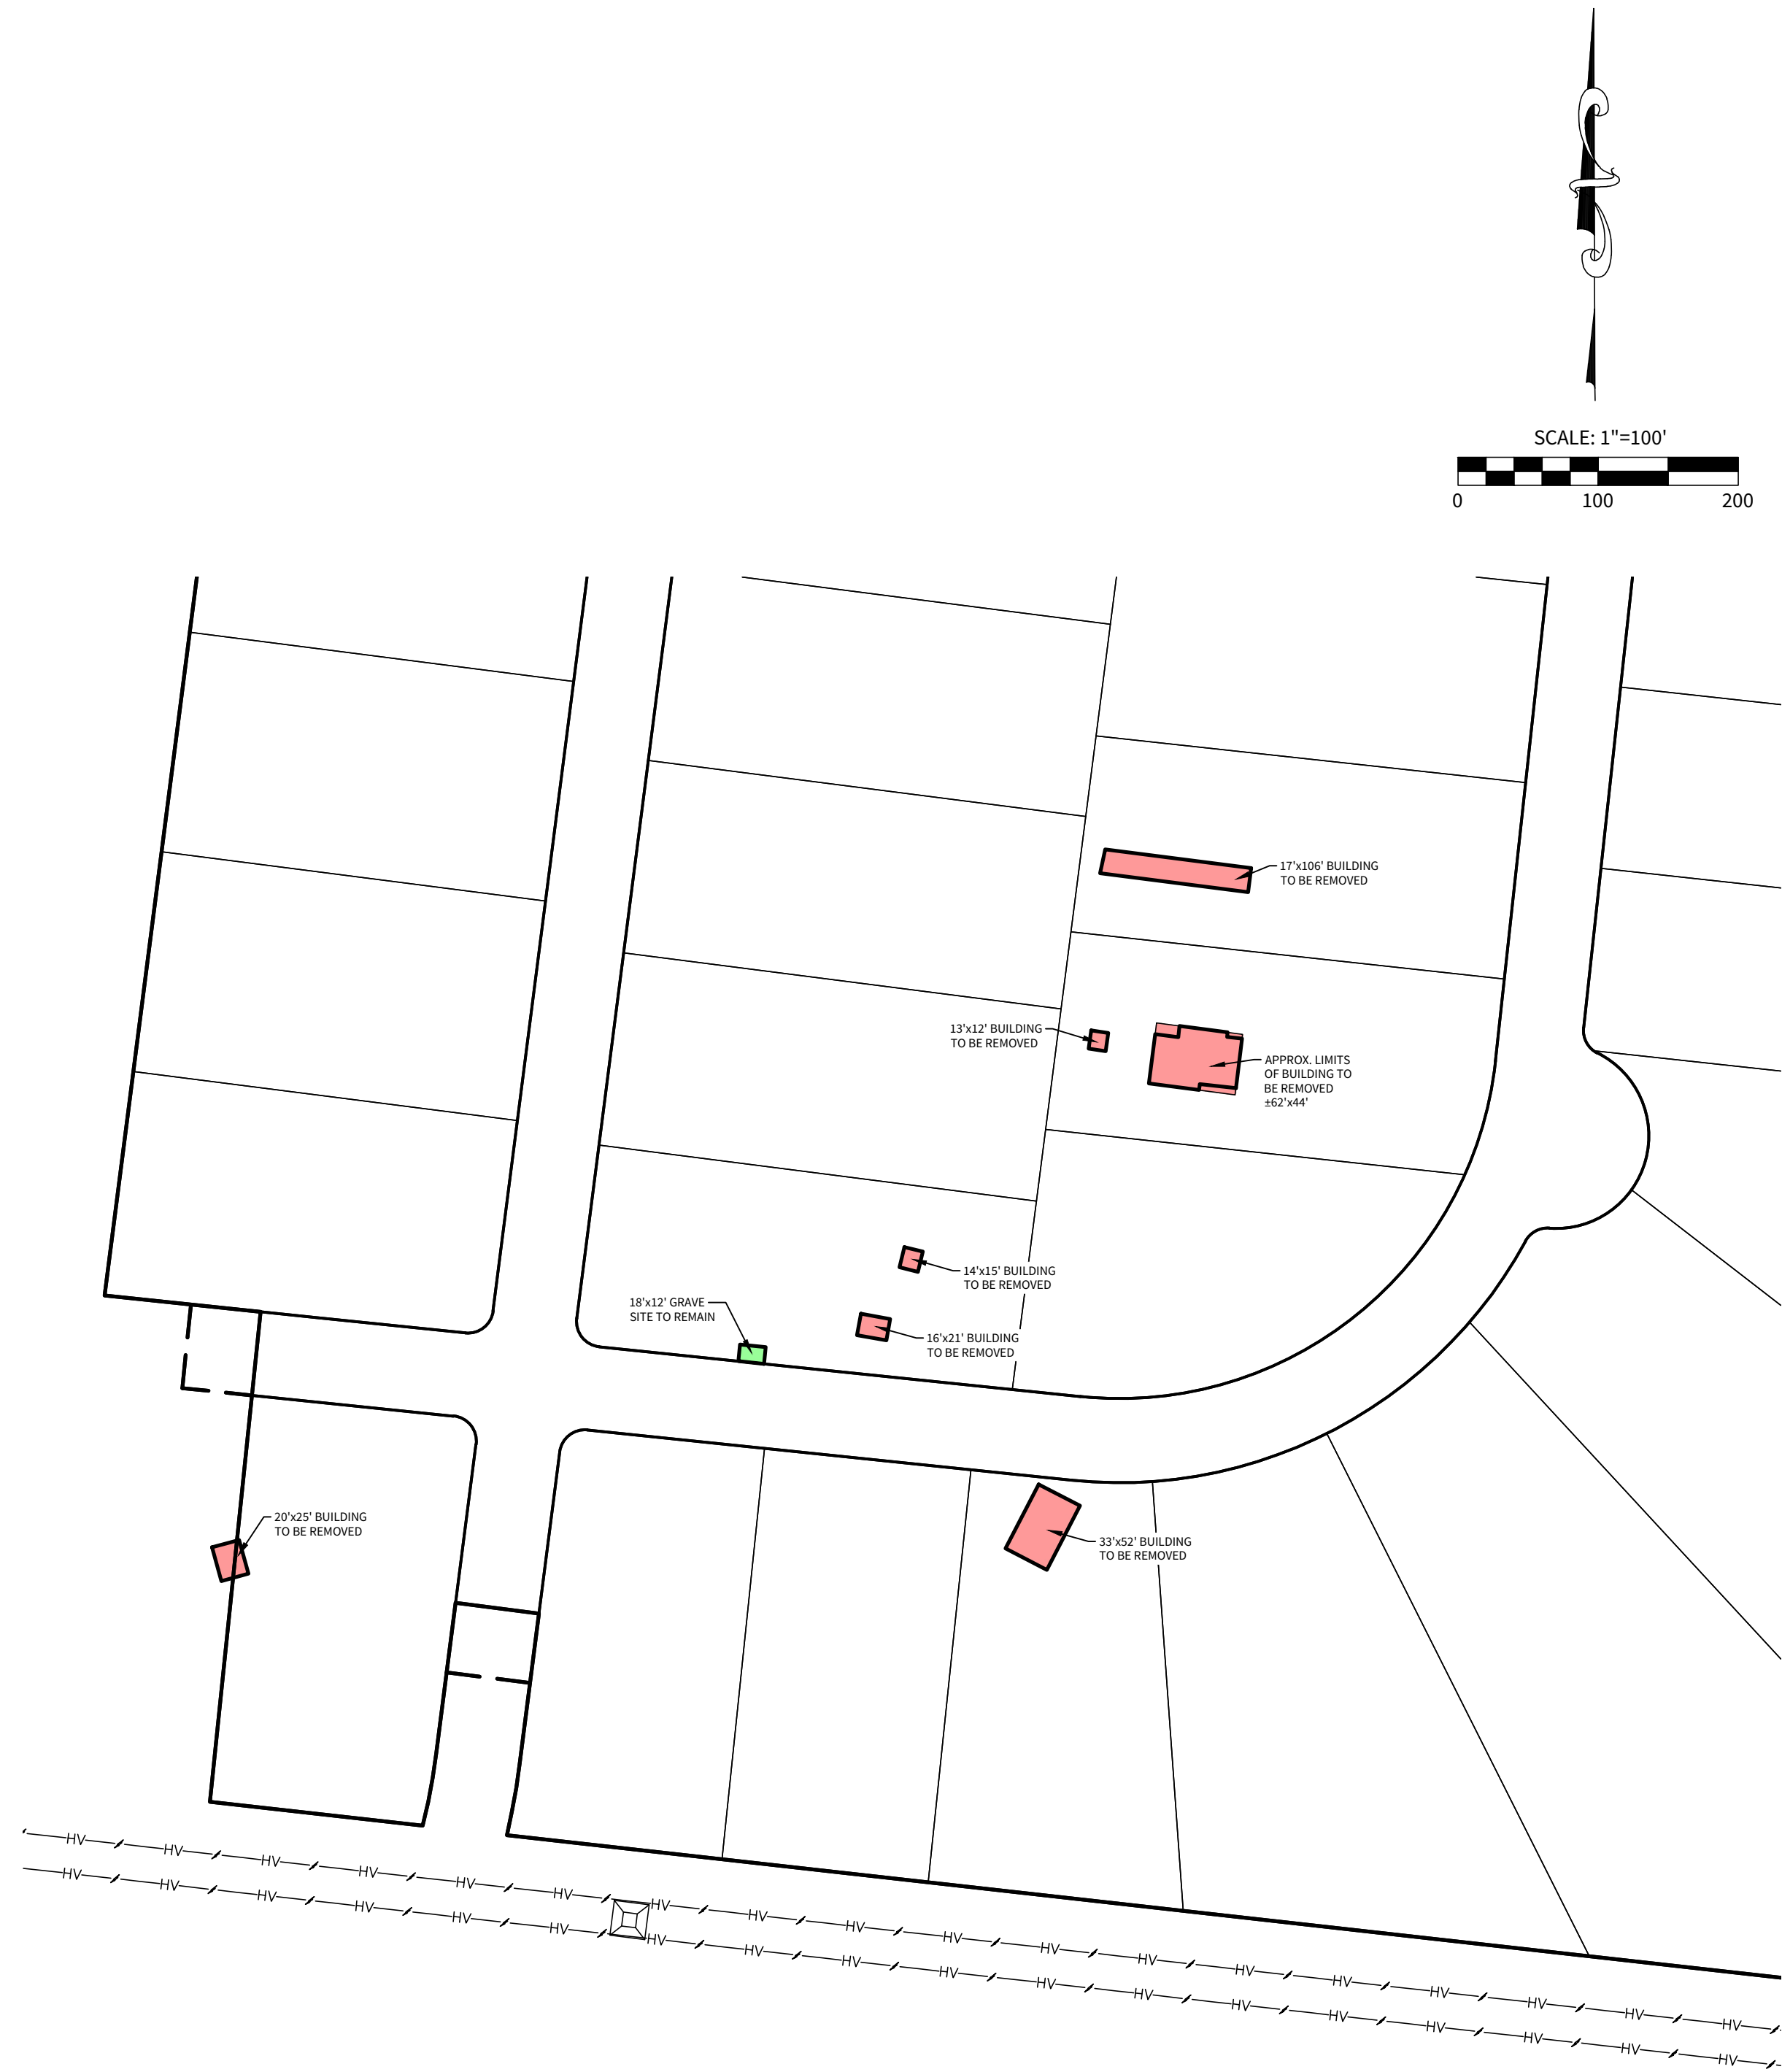 SCALE: 1"=100'
0 100 200
17'x106' BUILDING
TO BE REMOVED
13'x12' BUILDING
TO BE REMOVED
APPROX. LIMITS
OF BUILDING TO
BE REMOVED
±62'x44'
14'x15' BUILDING
TO BE REMOVED
18'x12' GRAVE
SITE TO REMAIN
16'x21' BUILDING
TO BE REMOVED
20'x25' BUILDING
TO BE REMOVED
33'x52' BUILDING
TO BE REMOVED
HV HV HV HV HV HV HV HV HV HV HV HV HV HV HV HV HV HV
HV HV HV HV HV HV HV HV HV HV HV HV HV HV HV HV HV HV